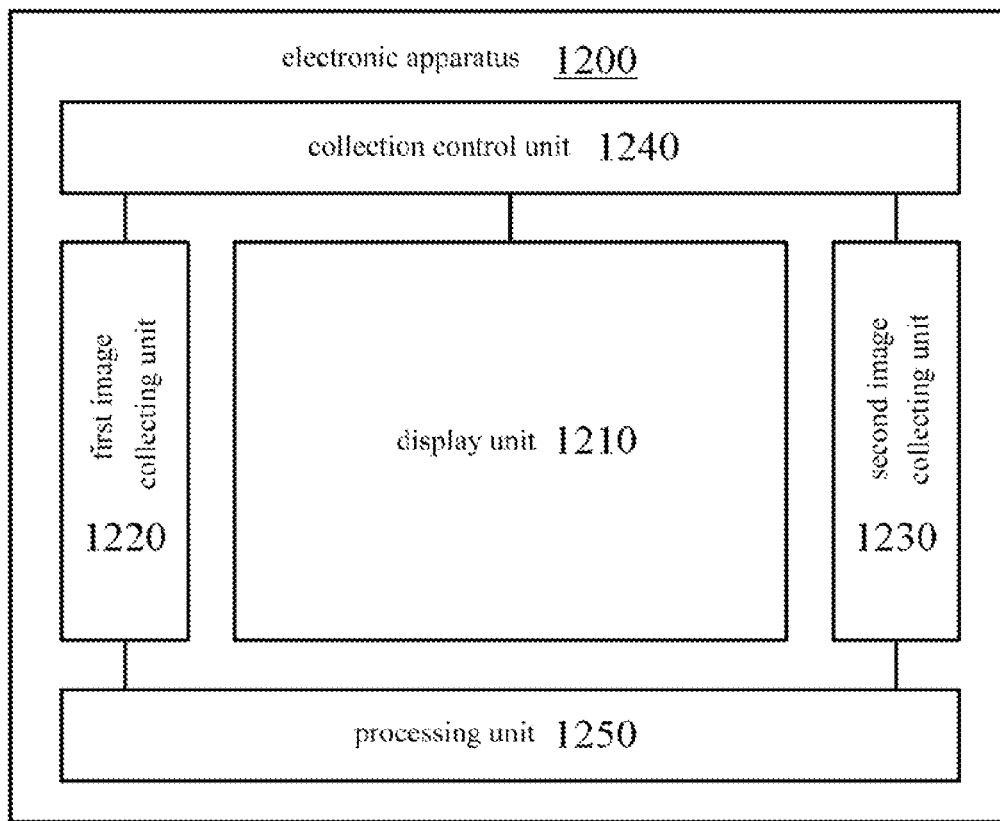 electronic apparatus 1200
collection control unit 1240
first image
collecting unit
1220
display unit 1210
second image
collecting unit
1230
processing unit 1250